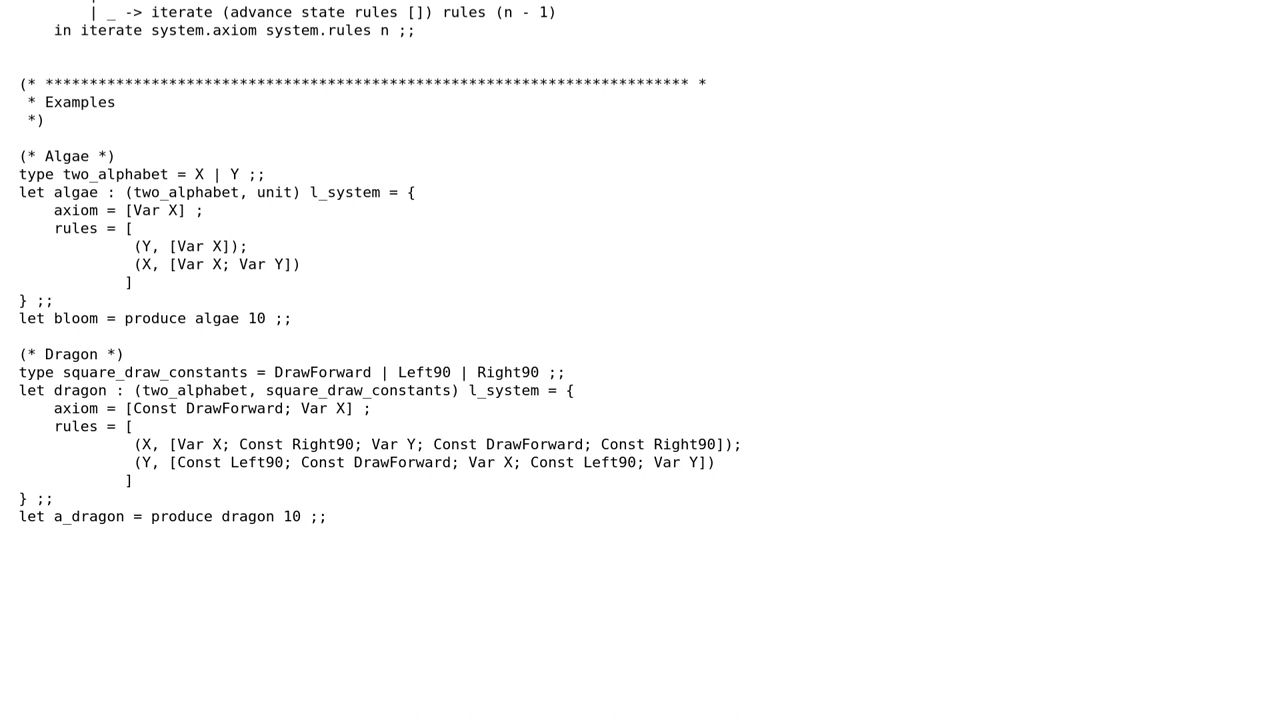 | _ -> iterate (advance state rules []) rules (n - 1)
in iterate system.axiom system.rules n ;;
(* ************************************************************************* *
* Examples
*)
(* Algae *)
type two_alphabet = X | Y ;;
let algae : (two_alphabet, unit) l_system = {
axiom = [Var X] ;
rules = [
(Y, [Var X]);
(X, [Var X; Var Y])
]
} ;;
let bloom = produce algae 10 ;;
(* Dragon *)
type square_draw_constants = DrawForward | Left90 | Right90 ;;
let dragon : (two_alphabet, square_draw_constants) l_system = {
axiom = [Const DrawForward; Var X] ;
rules = [
(X, [Var X; Const Right90; Var Y; Const DrawForward; Const Right90]);
(Y, [Const Left90; Const DrawForward; Var X; Const Left90; Var Y])
]
} ;;
let a_dragon = produce dragon 10 ;;